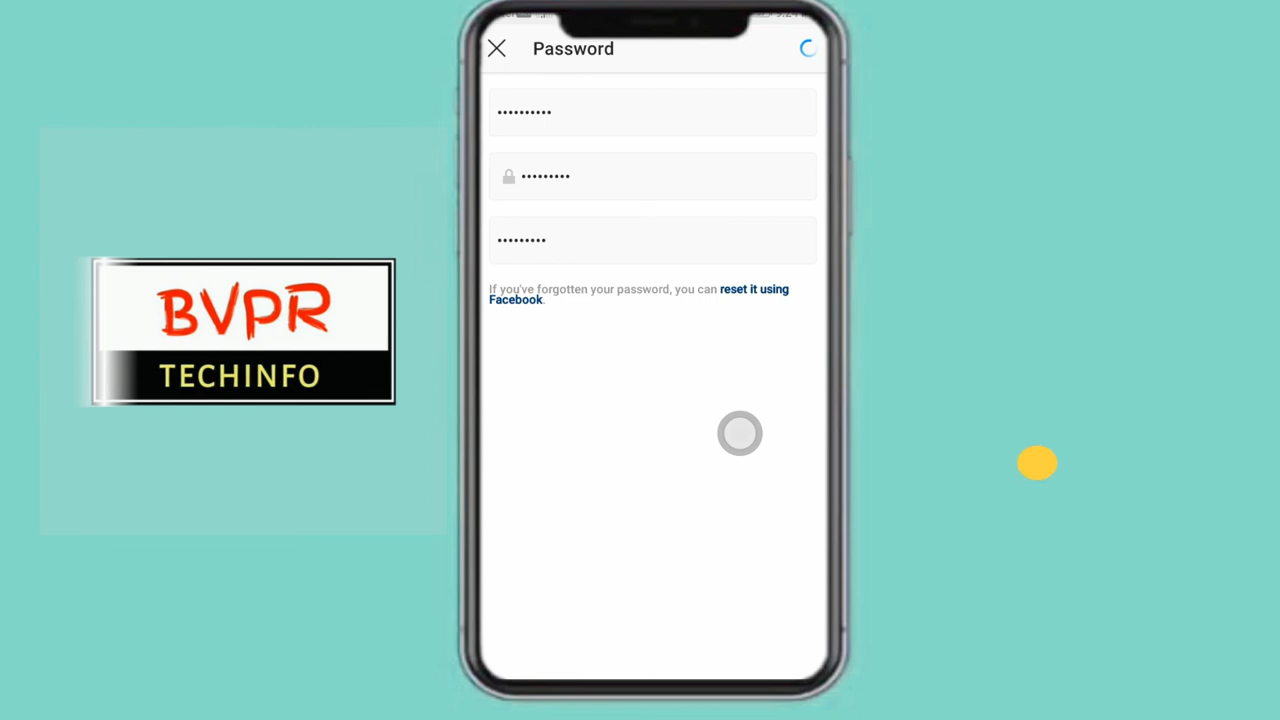 Password
••••••••••
•••••••••
•••••••••
If you've forgotten your password, you can reset it using
Facebook.
BVPR
TECHINFO